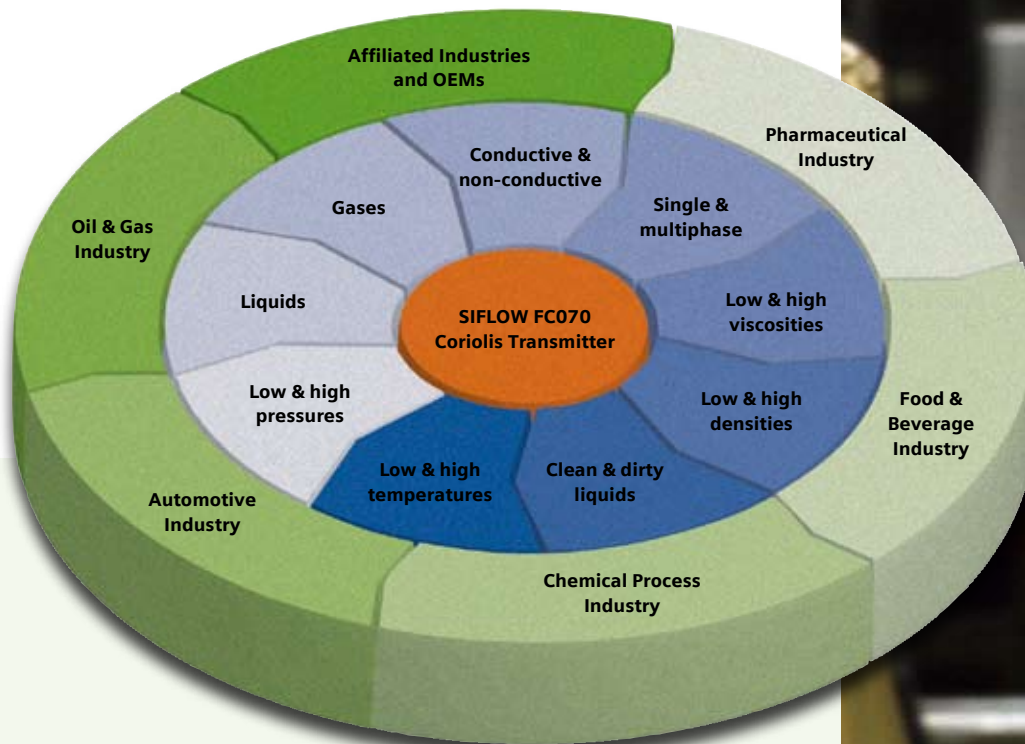 Affiliated Industries
and OEMs
Pharmaceutical
Industry
Conductive &
non-conductive
Single &
multiphase
Gases
Oil & Gas
Industry
Liquids
SIFLOW FC070
Coriolis Transmitter
Low & high
viscosities
Low & high
pressures
Low & high
densities
Food &
Beverage
Industry
Low & high
temperatures
Clean & dirty
liquids
Automotive
Industry
Chemical Process
Industry